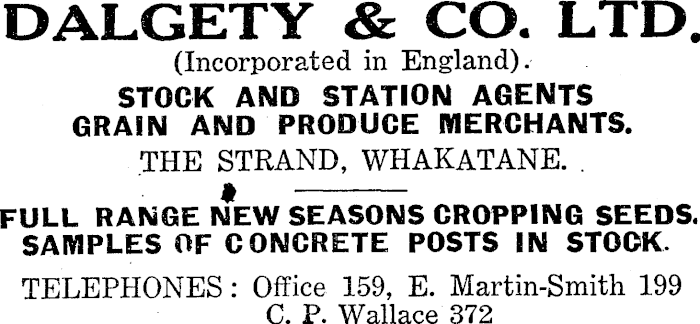 DALGETY & CO. LTD.
(Incorporated in England).
STOCK AND STATION AGENTS
GRAIN AND PRODUCE MERCHANTS.
THE STRAND, WHAKATANE.
FULL RANGE NEW SEASONS CROPPING SEEDS.
SAMPLES OF CONCRETE POSTS IN STOCK.
TELEPHONES: Office 159, E. Martin-Smith 199
C. P. Wallace 372